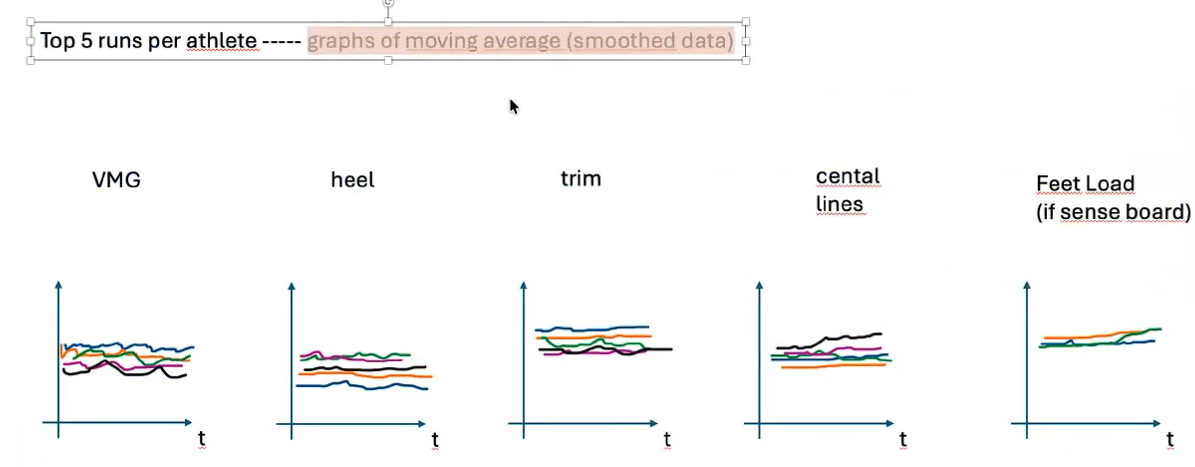 Top 5 runs per athlete ----- graphs of moving average (smoothed data)
VMG
heel
trim
cental
lines
Feet Load
(if sense board)
t
t
t
t
t